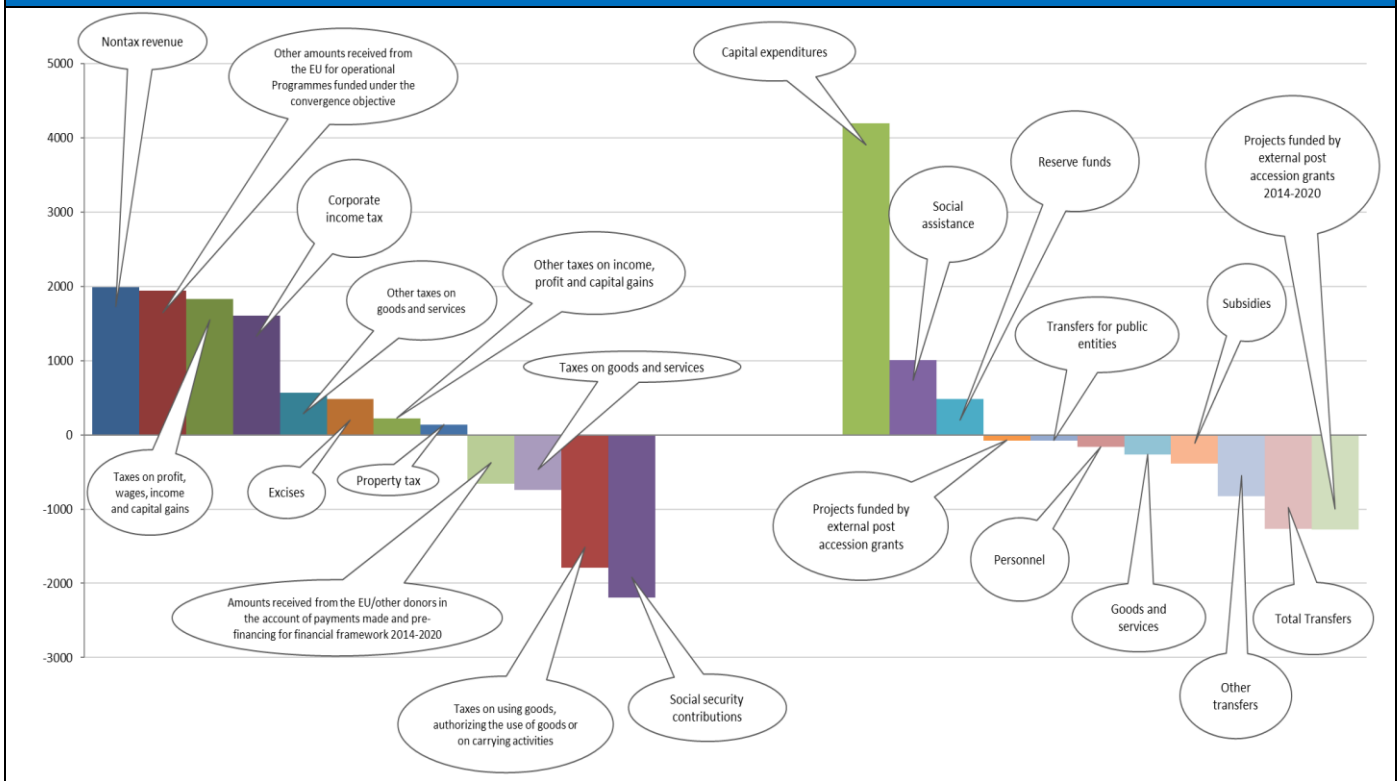 Nontax revenue
Other amounts received from
the EU for operational
Programmes funded under the
convergence objective
Capital expenditures
5000
4000
3000
2000
1000
0
-1000
-2000
-3000
Corporate
income tax
Other taxes on
goods and services
Other taxes on income,
profit and capital gains
Taxes on goods and services
Taxes on profit,
wages, income
and capital gains
Excises
Property tax
Amounts received from the EU/other donors in
the account of payments made and pre-
financing for financial framework 2014-2020
Taxes on using goods,
authorizing the use of goods or
on carrying activities
Social security
contributions
Social
assistance
Reserve funds
Projects funded by
external post
accession grants
2014-2020
Transfers for public
entities
Subsidies
Projects funded by
external post
accession grants
Personnel
Goods and
services
Other
transfers
Total Transfers